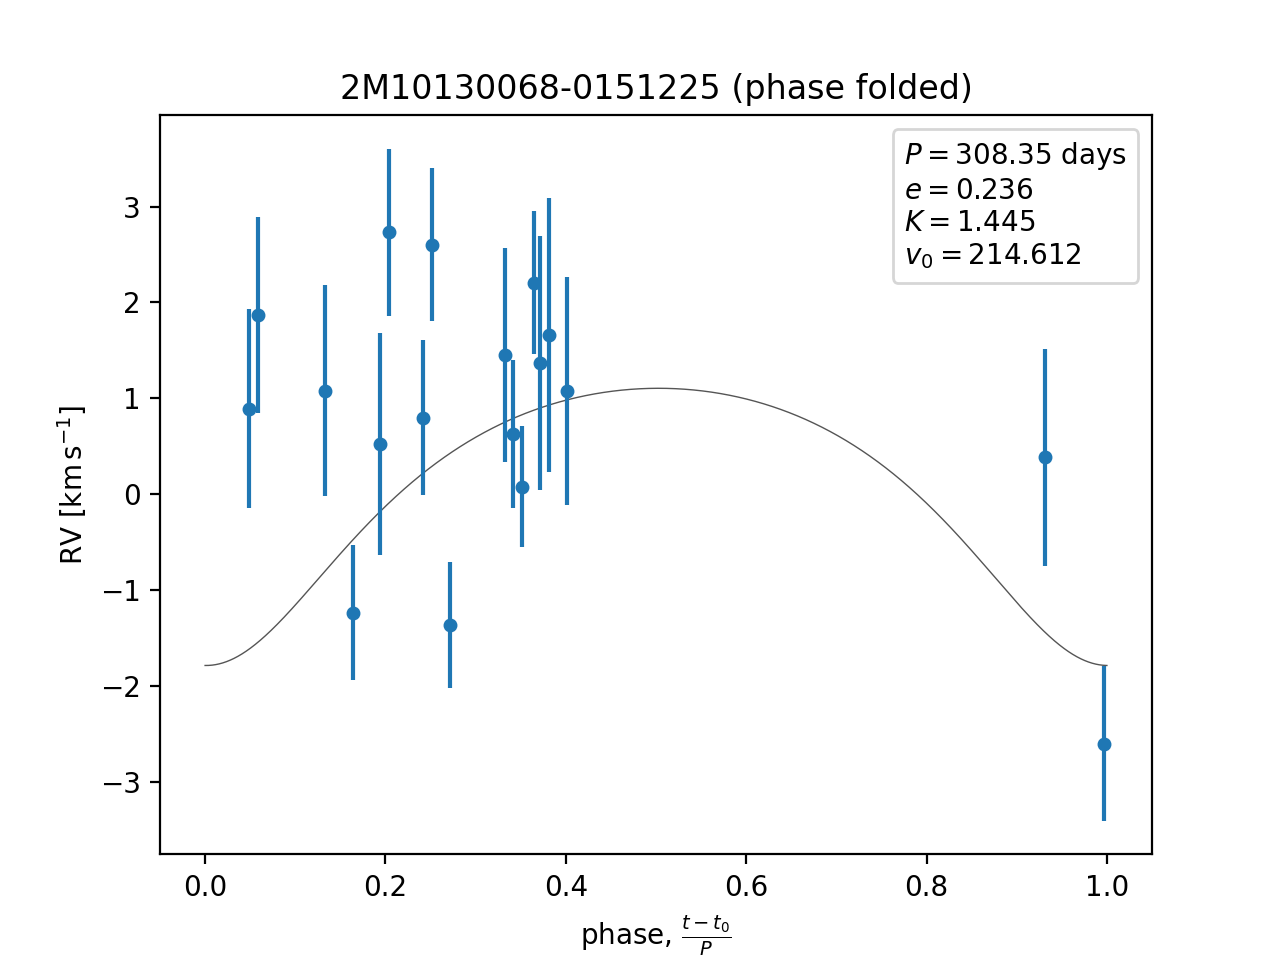 2M10130068-0151225 (phase folded)
P = 308.35 days
e = 0.236
K = 1.445
v₀ = 214.612
3
2
1
0
−1
−2
−3
RV [km s⁻¹]
0.0 0.2 0.4 0.6 0.8 1.0
phase, (t − t₀)/P